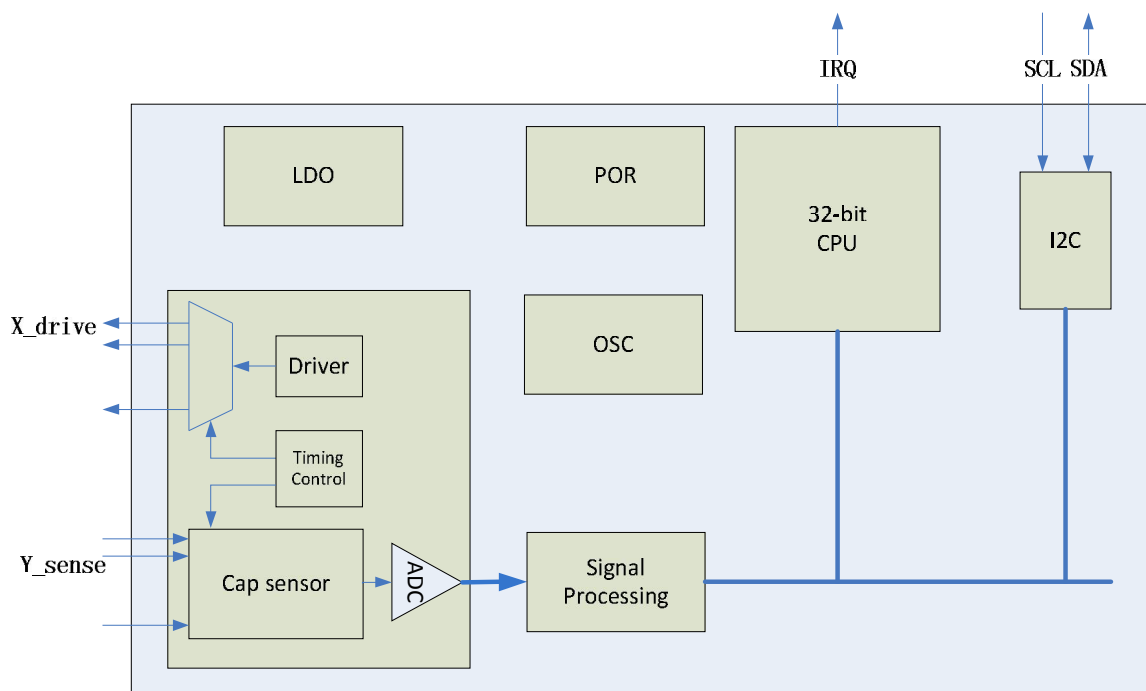 IRQ
SCL SDA
LDO
POR
32-bit
CPU
I2C
X_drive
Driver
OSC
Timing
Control
Y_sense
Cap sensor
ADC
Signal
Processing